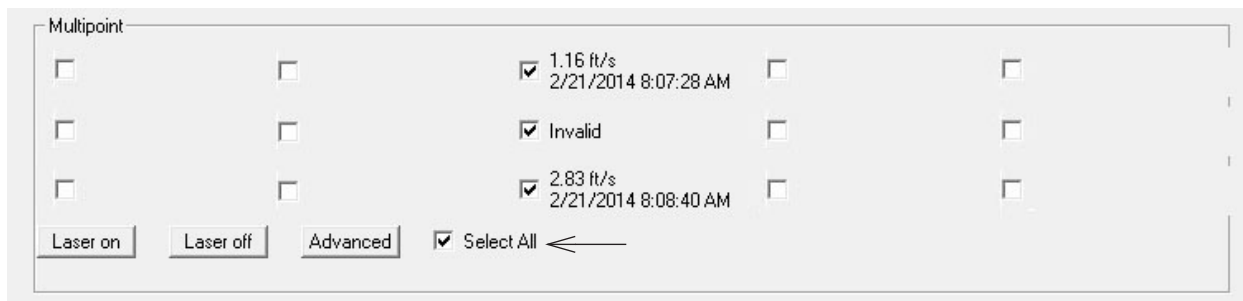 Multipoint
1.16 ft/s
2/21/2014 8:07:28 AM
Invalid
2.83 ft/s
2/21/2014 8:08:40 AM
Laser on Laser off Advanced Select All